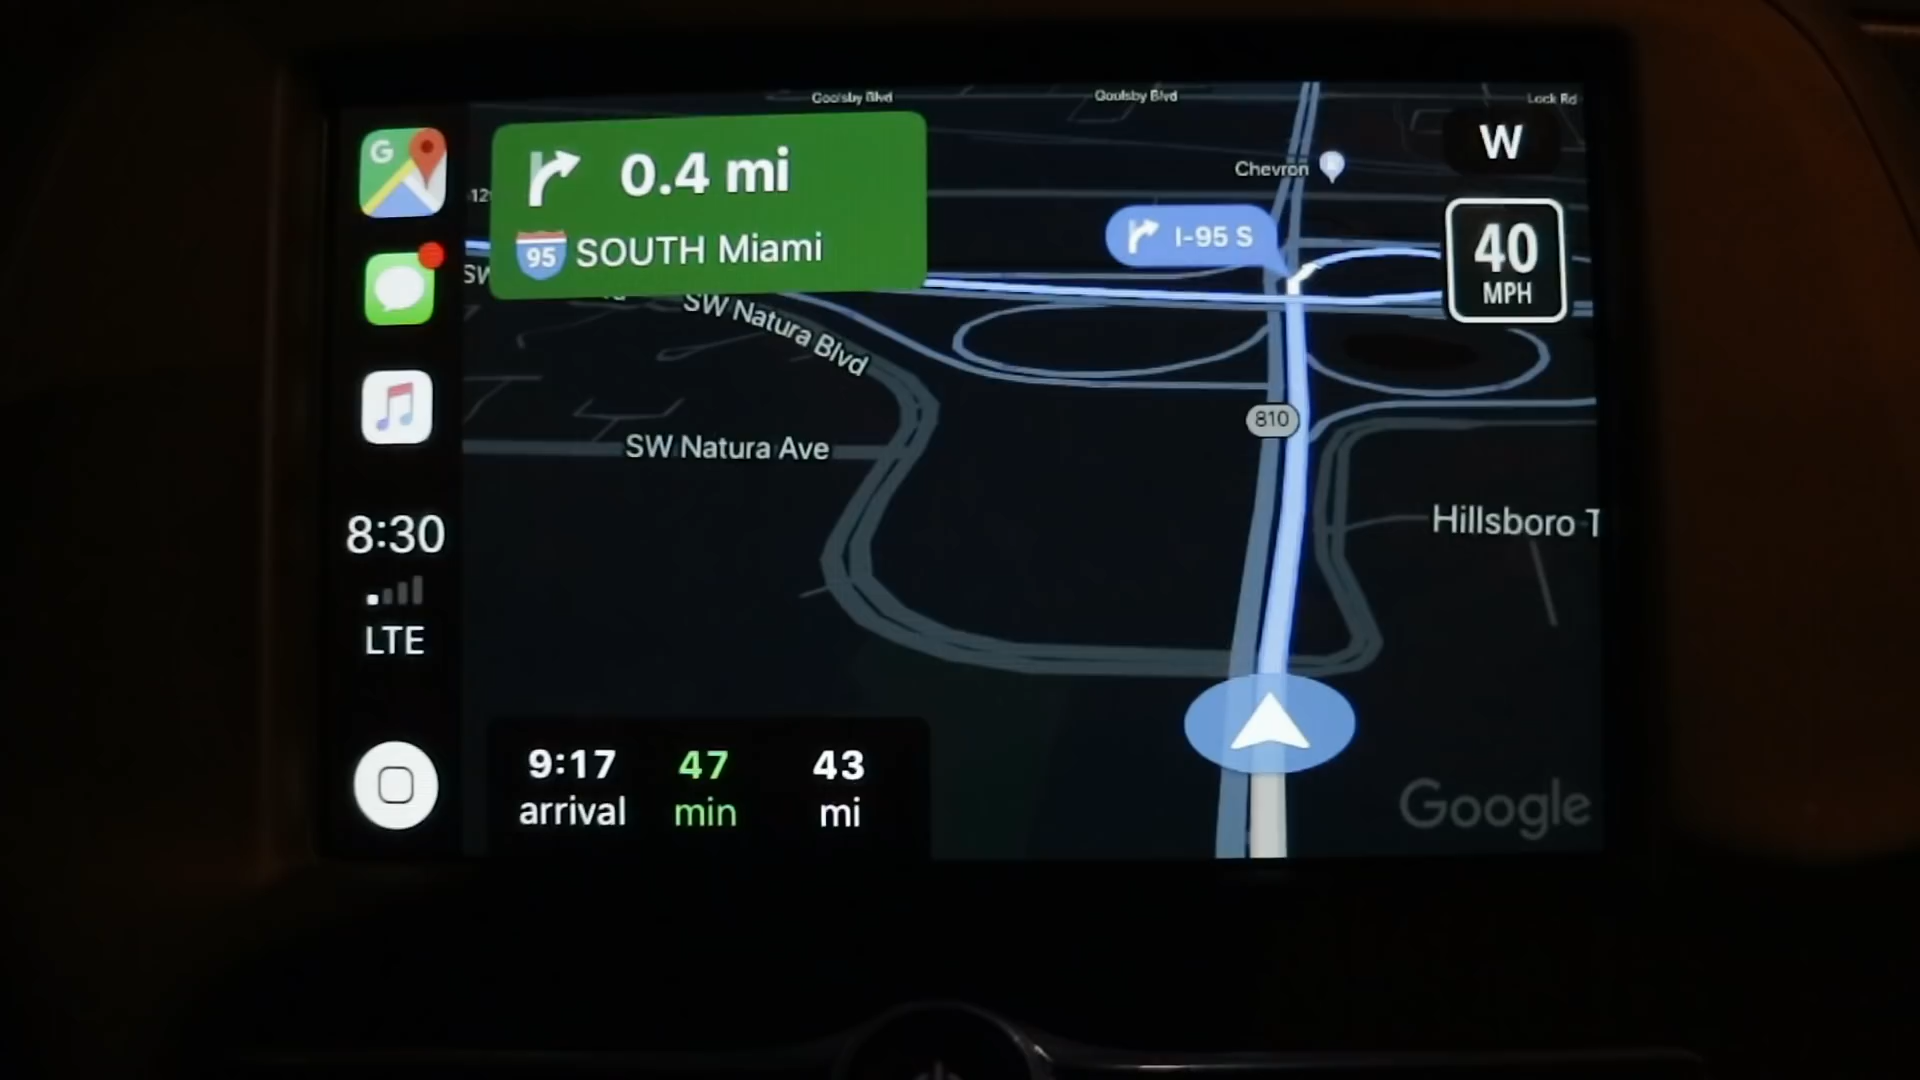 Goolsby Blvd
Goolsby Blvd
Lock Rd
G
0.4 mi
95 SOUTH Miami
Chevron
W
I-95 S
40
MPH
SW
SW Natura Blvd
810
SW Natura Ave
Hillsboro T
8:30
LTE
9:17 47 43
arrival min mi
Google